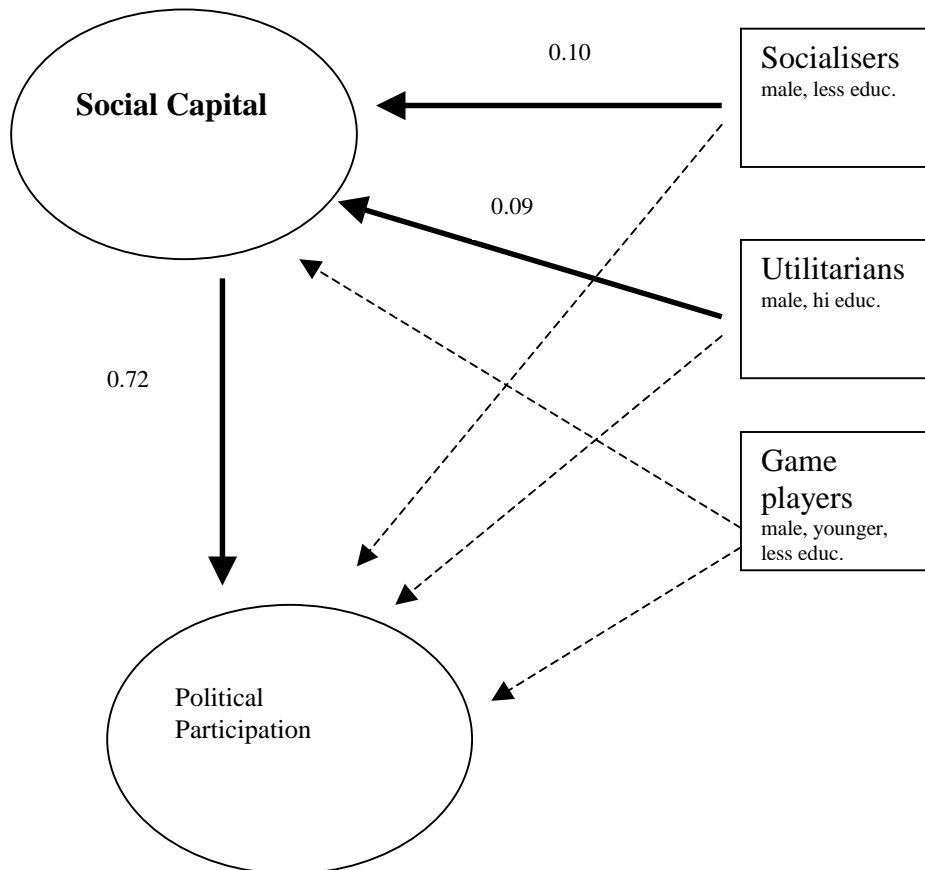 0.10
Socialisers
male, less educ.
Social Capital
0.09
Utilitarians
male, hi educ.
0.72
Game
players
male, younger,
less educ.
Political
Participation